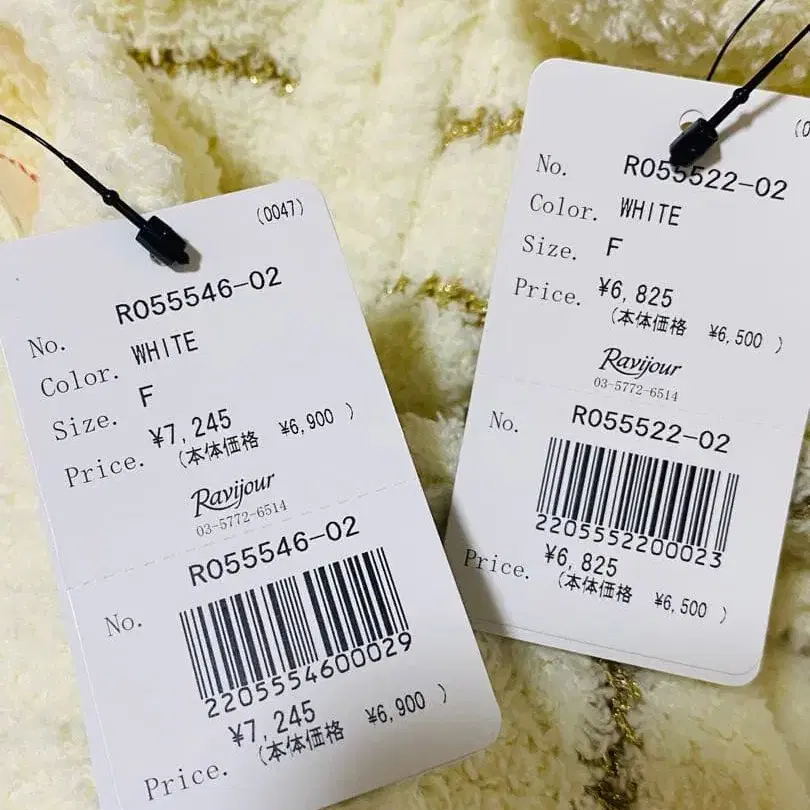 (0047)
No. R055546-02
Color. WHITE
Size. F
Price. ¥7,245
(本体価格 ¥6,900 )
Ravijour
03-5772-6514
No. R055546-02
2205554600029
Price. ¥7,245
(本体価格 ¥6,900 )
No. R055522-02
Color. WHITE
Size. F
Price. ¥6,825
(本体価格 ¥6,500 )
Ravijour
03-5772-6514
No. R055522-02
2205552200023
Price. ¥6,825
(本体価格 ¥6,500 )